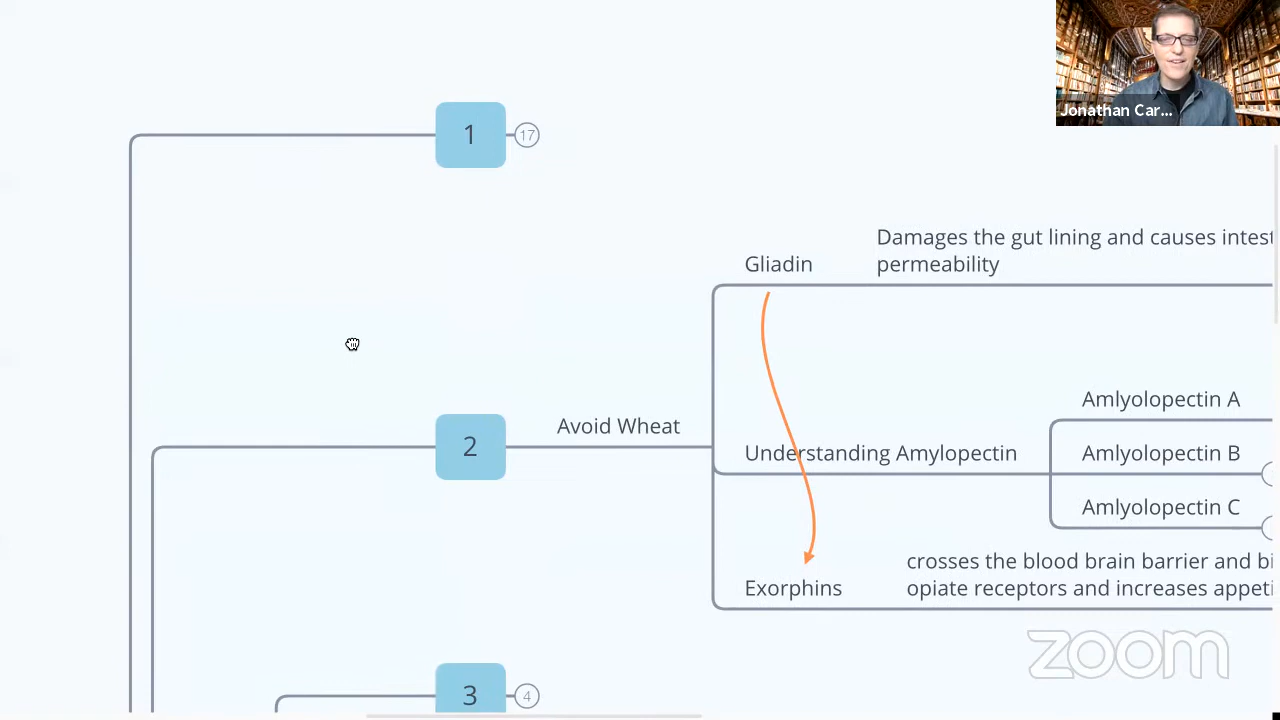 Jonathan Car...
1
17
Damages the gut lining and causes intest
Gliadin
permeability
Amlyolopectin A
2
Avoid Wheat
Understanding Amylopectin
Amlyolopectin B
Amlyolopectin C
crosses the blood brain barrier and bi
Exorphins
opiate receptors and increases appeti
zoom
3
4